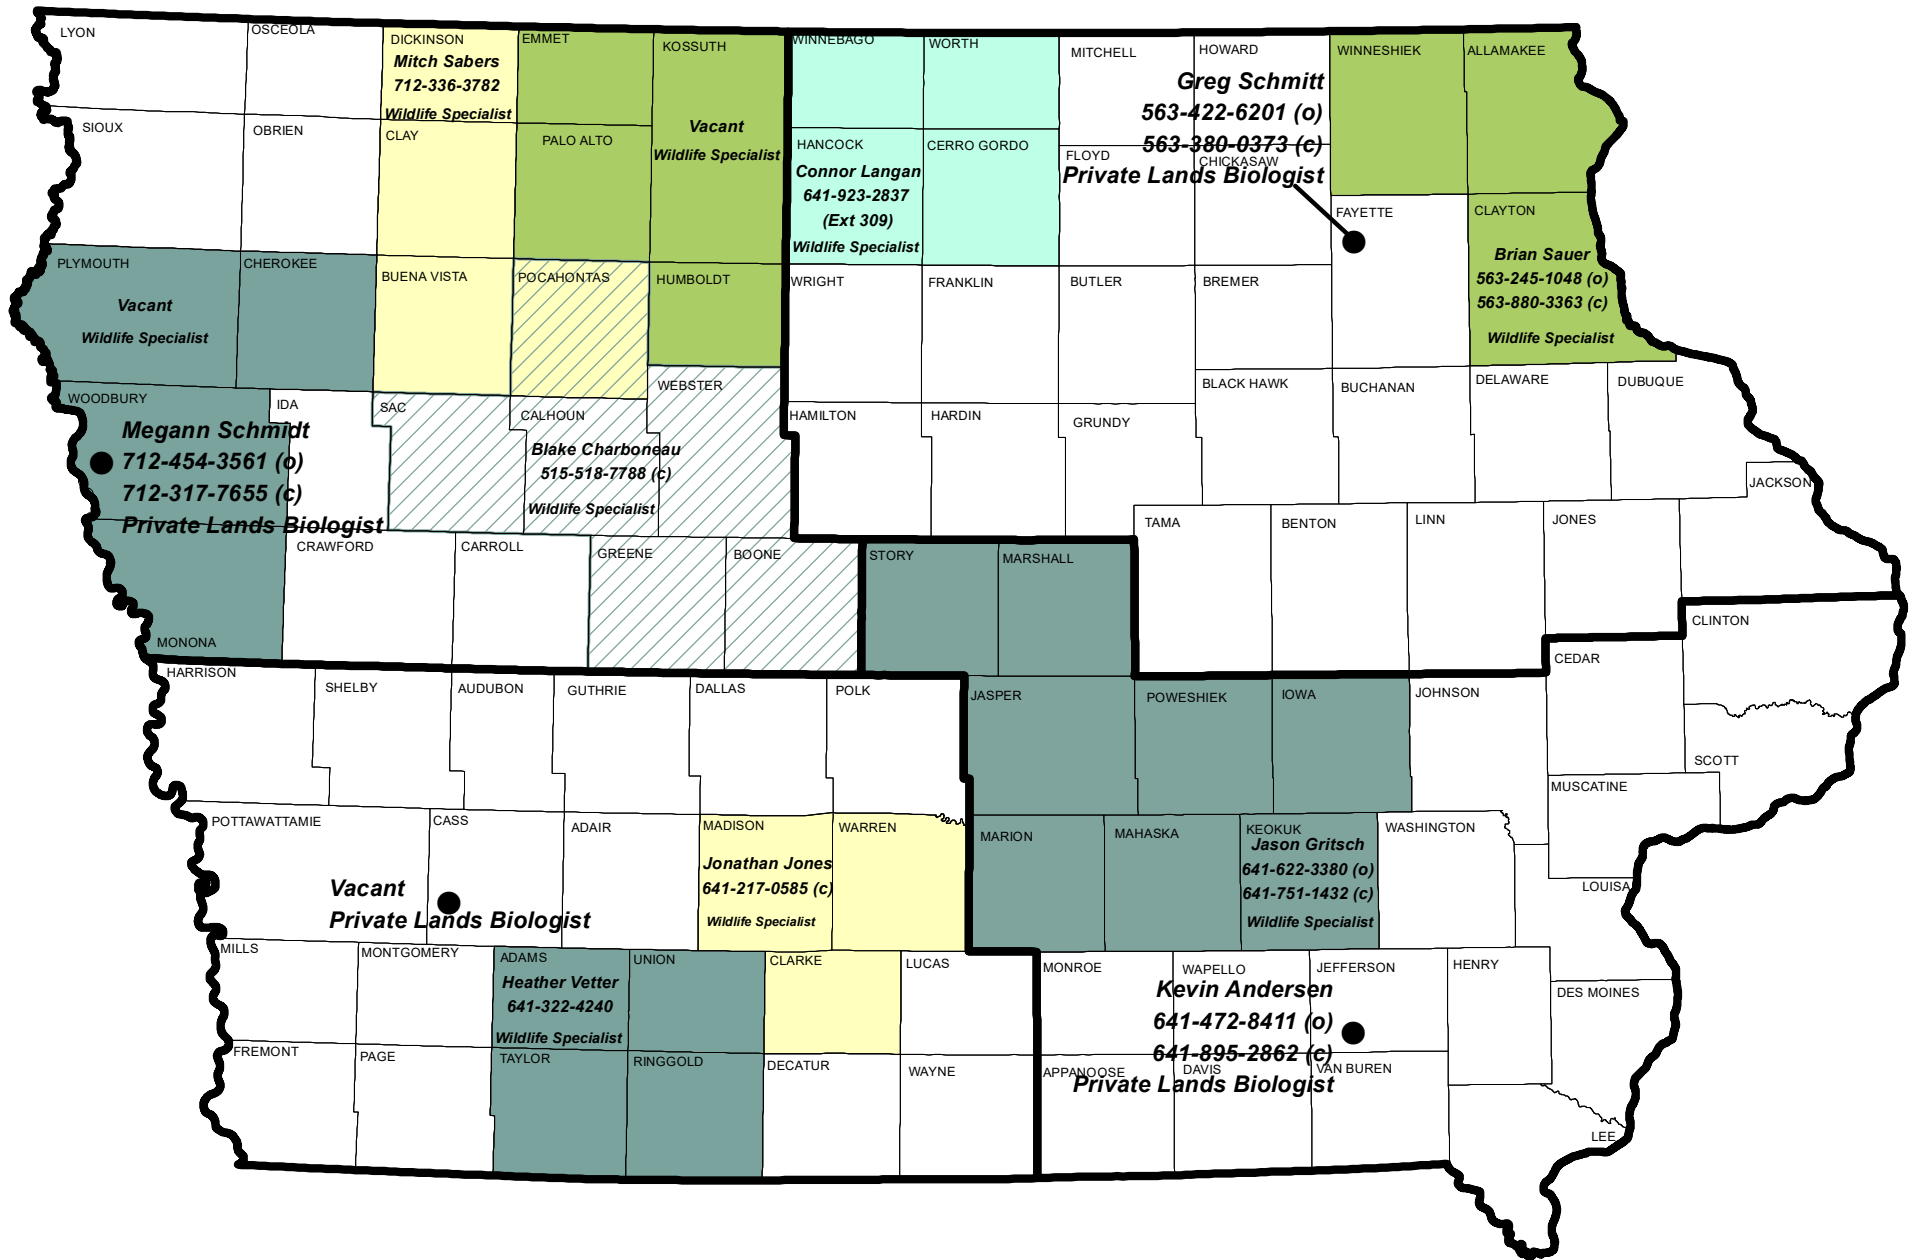 LYON
OSCEOLA
DICKINSON
Mitch Sabers
712-336-3782
Wildlife Specialist
EMMET
KOSSUTH
Vacant
Wildlife Specialist
WINNEBAGO
WORTH
MITCHELL
HOWARD
Greg Schmitt
563-422-6201 (o)
563-380-0373 (c)
Private Lands Biologist
WINNESHIEK
ALLAMAKEE
SIOUX
OBRIEN
CLAY
PALO ALTO
HANCOCK
Connor Langan
641-923-2837
(Ext 309)
Wildlife Specialist
CERRO GORDO
FLOYD
CHICKASAW
FAYETTE
CLAYTON
Brian Sauer
563-245-1048 (o)
563-880-3363 (c)
Wildlife Specialist
PLYMOUTH
Vacant
Wildlife Specialist
CHEROKEE
BUENA VISTA
POCAHONTAS
HUMBOLDT
WRIGHT
FRANKLIN
BUTLER
BREMER
WOODBURY
Megann Schmidt
712-454-3561 (o)
712-317-7655 (c)
Private Lands Biologist
IDA
SAC
CALHOUN
Blake Charboneau
515-518-7788 (c)
Wildlife Specialist
WEBSTER
HAMILTON
HARDIN
GRUNDY
BLACK HAWK
BUCHANAN
DELAWARE
DUBUQUE
JACKSON
MONONA
CRAWFORD
CARROLL
GREENE
BOONE
STORY
MARSHALL
TAMA
BENTON
LINN
JONES
CLINTON
CEDAR
HARRISON
SHELBY
AUDUBON
GUTHRIE
DALLAS
POLK
JASPER
POWESHIEK
IOWA
JOHNSON
SCOTT
MUSCATINE
POTTAWATTAMIE
CASS
Vacant
Private Lands Biologist
ADAIR
MADISON
Jonathan Jones
641-217-0585 (c)
Wildlife Specialist
WARREN
MARION
MAHASKA
KEOKUK
Jason Gritsch
641-622-3380 (o)
641-751-1432 (c)
Wildlife Specialist
WASHINGTON
LOUISA
MILLS
MONTGOMERY
ADAMS
Heather Vetter
641-322-4240
Wildlife Specialist
UNION
CLARKE
LUCAS
MONROE
WAPELLO
JEFFERSON
Kevin Andersen
641-472-8411 (o)
641-895-2862 (c)
Private Lands Biologist
HENRY
DES MOINES
FREMONT
PAGE
TAYLOR
RINGGOLD
DECATUR
WAYNE
APPANOOSE
DAVIS
VAN BUREN
LEE